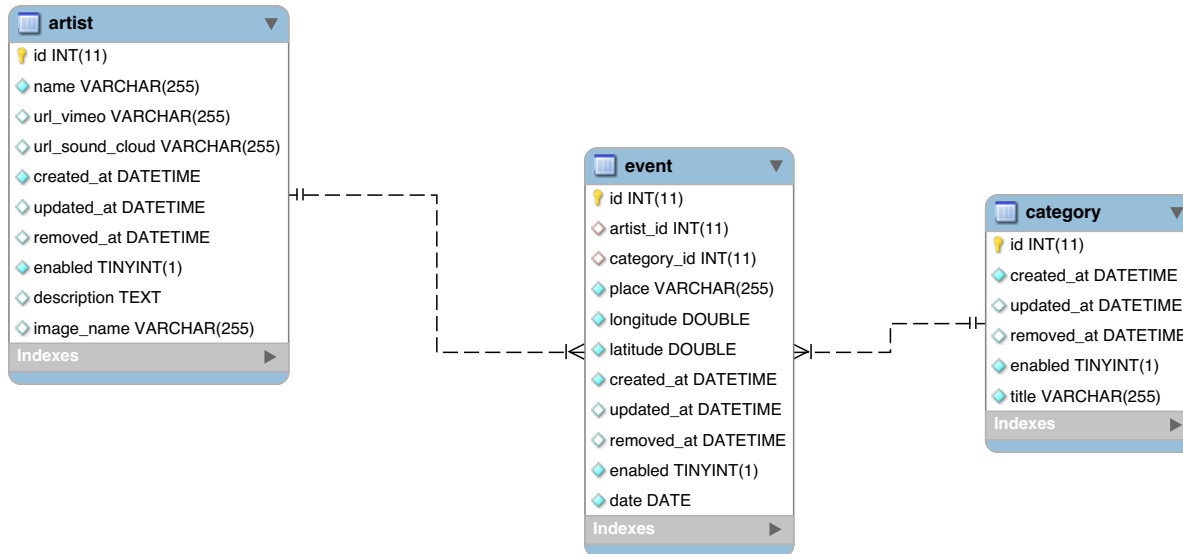 artist
id INT(11)
name VARCHAR(255)
url_vimeo VARCHAR(255)
url_sound_cloud VARCHAR(255)
created_at DATETIME
updated_at DATETIME
removed_at DATETIME
enabled TINYINT(1)
description TEXT
image_name VARCHAR(255)
Indexes
event
id INT(11)
artist_id INT(11)
category_id INT(11)
place VARCHAR(255)
longitude DOUBLE
latitude DOUBLE
created_at DATETIME
updated_at DATETIME
removed_at DATETIME
enabled TINYINT(1)
date DATE
Indexes
category
id INT(11)
created_at DATETIME
updated_at DATETIME
removed_at DATETIME
enabled TINYINT(1)
title VARCHAR(255)
Indexes